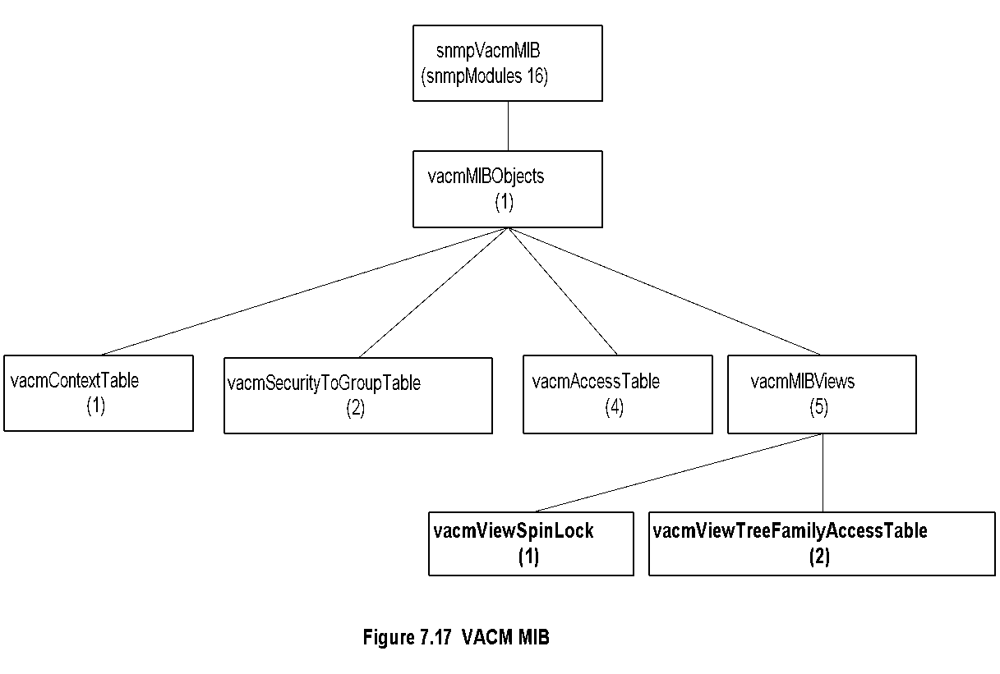 snmpVacmMIB
(snmpModules 16)
vacmMIBObjects
(1)
vacmContextTable
(1)
vacmSecurityToGroupTable
(2)
vacmAccessTable
(4)
vacmMIBViews
(5)
vacmViewSpinLock
(1)
vacmViewTreeFamilyAccessTable
(2)
Figure 7.17 VACM MIB